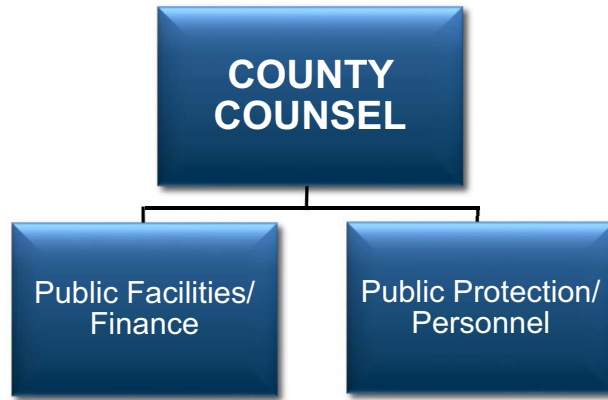 COUNTY
COUNSEL
Public Facilities/
Finance
Public Protection/
Personnel